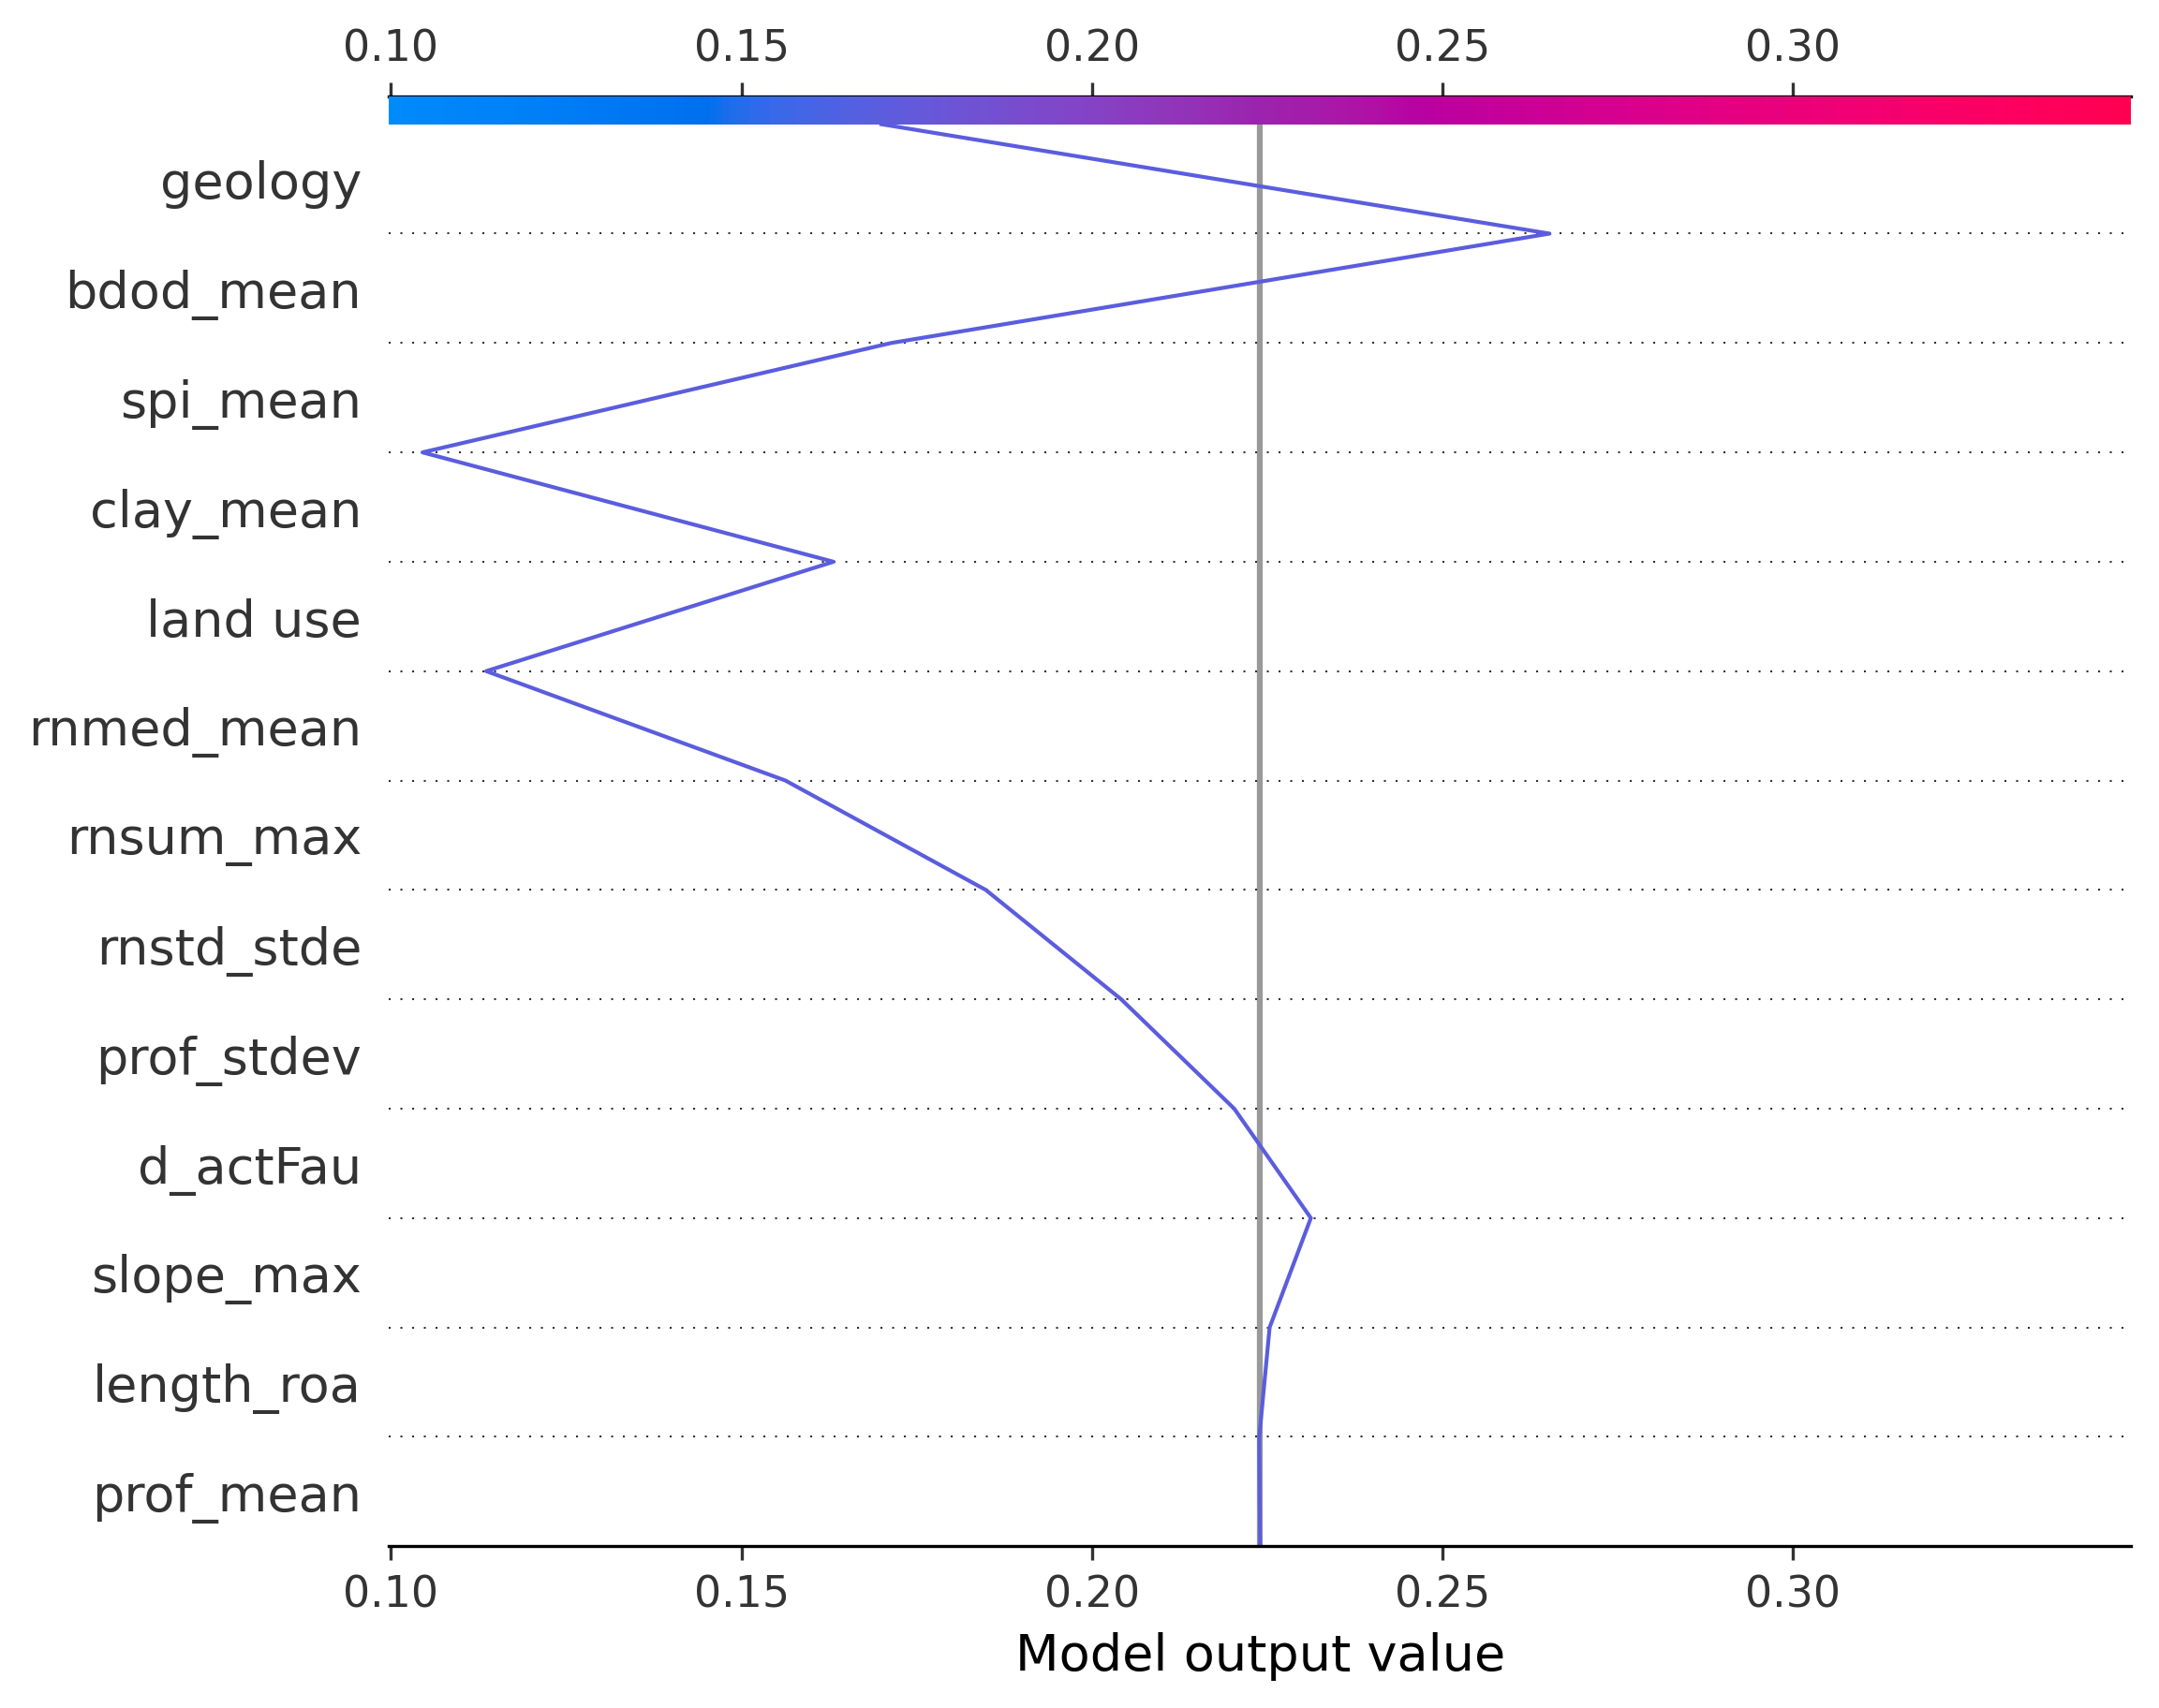 0.10 0.15 0.20 0.25 0.30
geology
bdod_mean
spi_mean
clay_mean
land use
rnmed_mean
rnsum_max
rnstd_stde
prof_stdev
d_actFau
slope_max
length_roa
prof_mean
0.10 0.15 0.20 0.25 0.30
Model output value